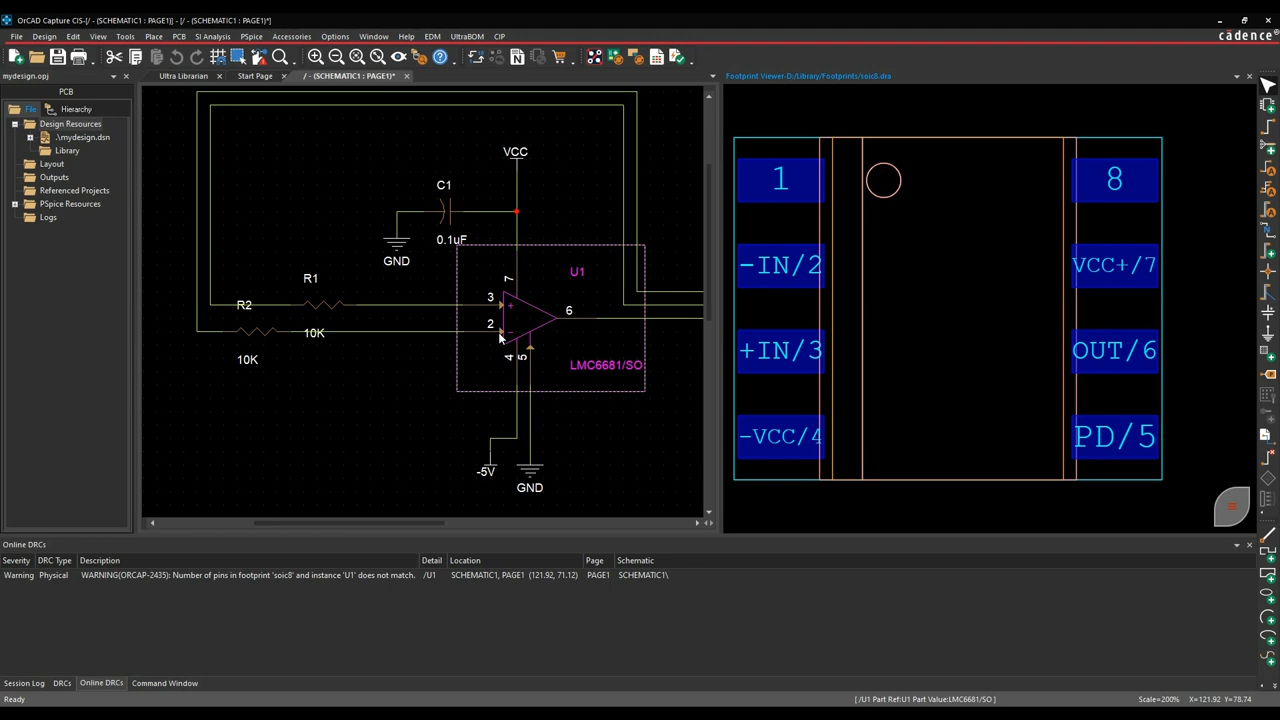 OrCAD Capture CIS-[/ - (SCHEMATIC1 : PAGE1)] - [/ - (SCHEMATIC1 : PAGE1)*]
File Design Edit View Tools Place PCB SI Analysis PSpice Accessories Options Window Help EDM UltraBOM CIP
cādence®
mydesign.opj
Ultra Librarian
Start Page
/ - (SCHEMATIC1 : PAGE1)*
Footprint Viewer-D:/Library/Footprints/soic8.dra
PCB
File
Hierarchy
Design Resources
.\mydesign.dsn
Library
Layout
Outputs
Referenced Projects
PSpice Resources
Logs
VCC
C1
0.1uF
GND
R1
10K
R2
10K
U1
7
3
+
2
-
6
4
5
LMC6681/SO
-5V
GND
1
8
-IN/2
VCC+/7
+IN/3
OUT/6
-VCC/4
PD/5
Online DRCs
Severity DRC Type Description Detail Location Page Schematic
Warning Physical WARNING(ORCAP-2435): Number of pins in footprint 'soic8' and instance 'U1' does not match. /U1 SCHEMATIC1, PAGE1 (121.92, 71.12) PAGE1 SCHEMATIC1\
Session Log DRCs Online DRCs Command Window
Ready
[ /U1 Part Ref:U1 Part Value:LMC6681/SO]
Scale=200% X=121.92 Y=78.74